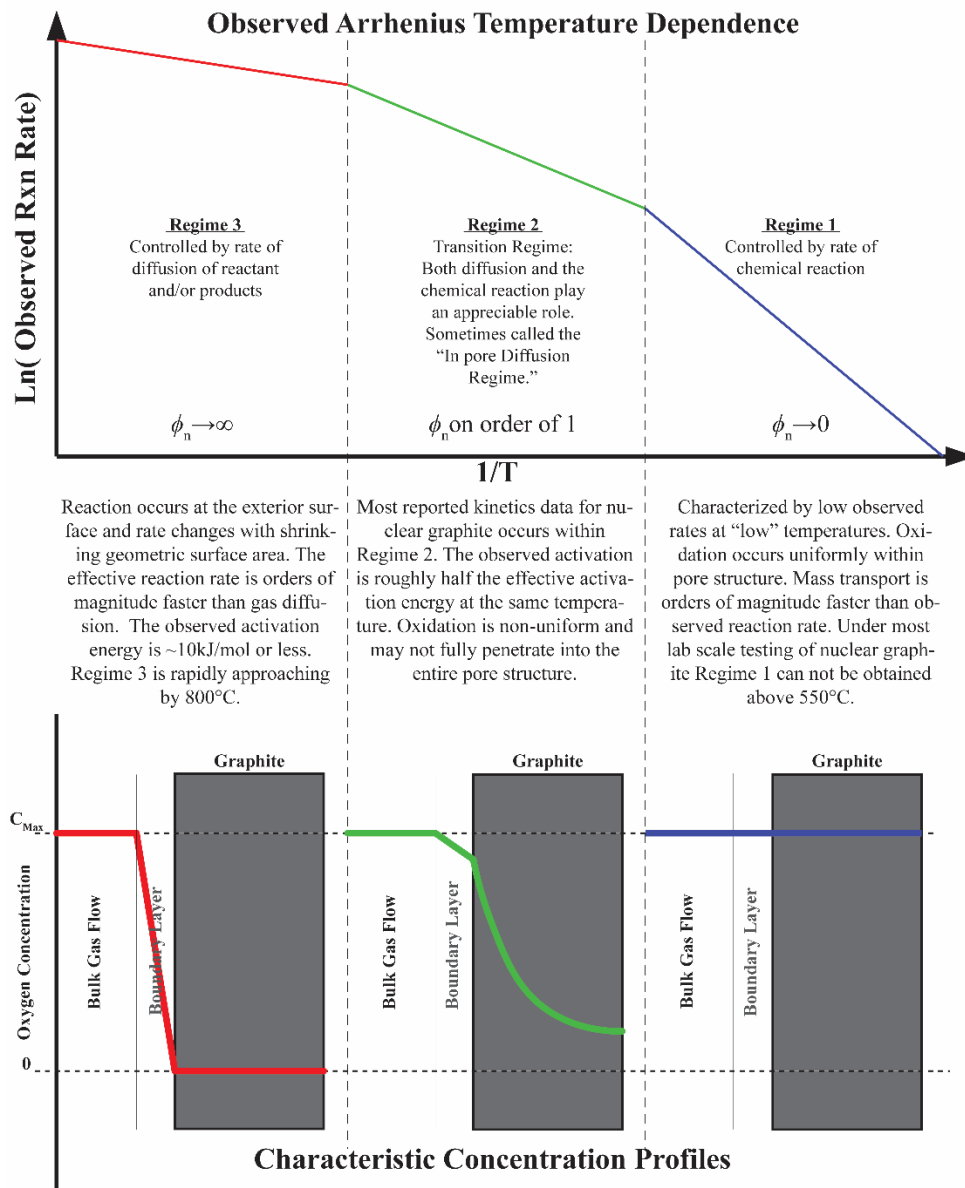 Observed Arrhenius Temperature Dependence
Ln( Observed Rxn Rate)
Regime 3
Controlled by rate of
diffusion of reactant
and/or products
ϕn→∞
Regime 2
Transition Regime:
Both diffusion and the
chemical reaction play
an appreciable role.
Sometimes called the
“In pore Diffusion
Regime.”
ϕn on order of 1
Regime 1
Controlled by rate of
chemical reaction
ϕn→0
1/T
Reaction occurs at the exterior sur-
face and rate changes with shrink-
ing geometric surface area. The
effective reaction rate is orders of
magnitude faster than gas diffu-
sion. The observed activation
energy is ~10kJ/mol or less.
Regime 3 is rapidly approaching
by 800°C.
Most reported kinetics data for nu-
clear graphite occurs within
Regime 2. The observed activation
is roughly half the effective activa-
tion energy at the same tempera-
ture. Oxidation is non-uniform and
may not fully penetrate into the
entire pore structure.
Characterized by low observed
rates at “low” temperatures. Oxi-
dation occurs uniformly within
pore structure. Mass transport is
orders of magnitude faster than ob-
served reaction rate. Under most
lab scale testing of nuclear graph-
ite Regime 1 can not be obtained
above 550°C.
Oxygen Concentration
CMax
0
Graphite
Bulk Gas Flow
Boundary Layer
Graphite
Bulk Gas Flow
Boundary Layer
Graphite
Bulk Gas Flow
Boundary Layer
Characteristic Concentration Profiles